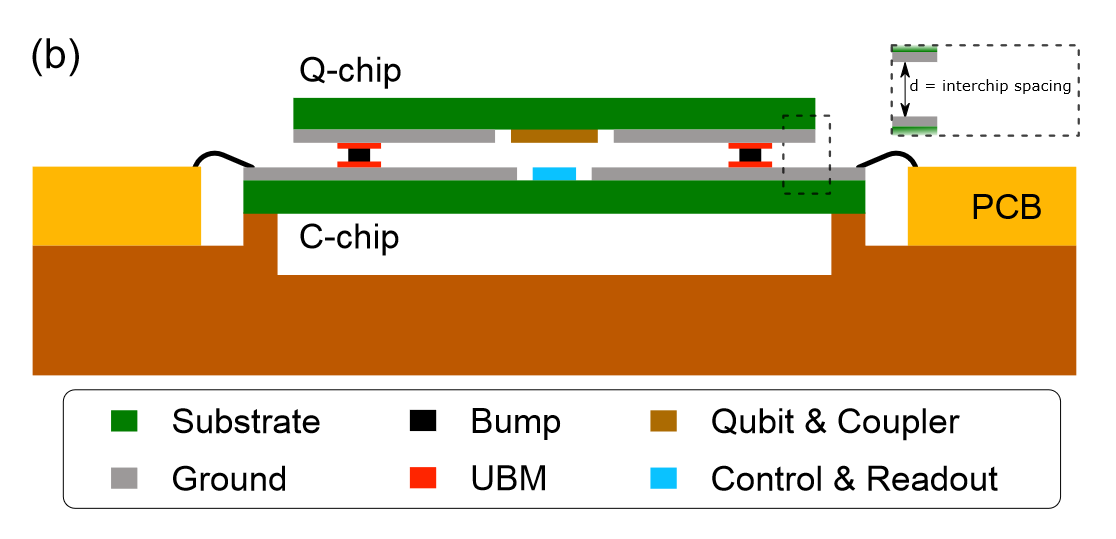 (b)
Q-chip
d = interchip spacing
PCB
C-chip
Substrate
Bump
Qubit & Coupler
Ground
UBM
Control & Readout